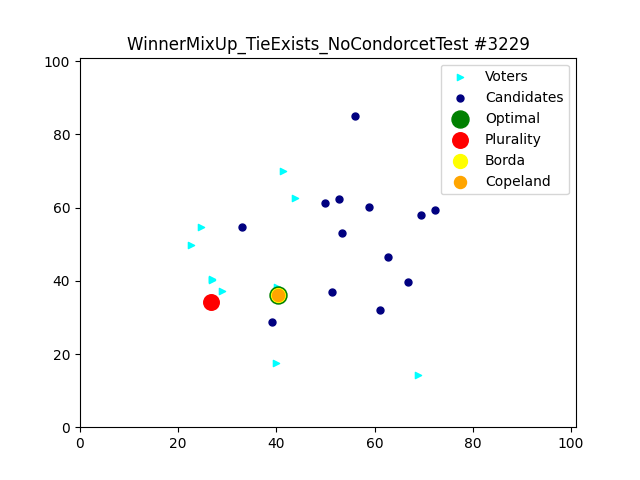 WinnerMixUp_TieExists_NoCondorcetTest #3229
Voters
Candidates
Optimal
Plurality
Borda
Copeland
100
80
60
40
20
0
0 20 40 60 80 100